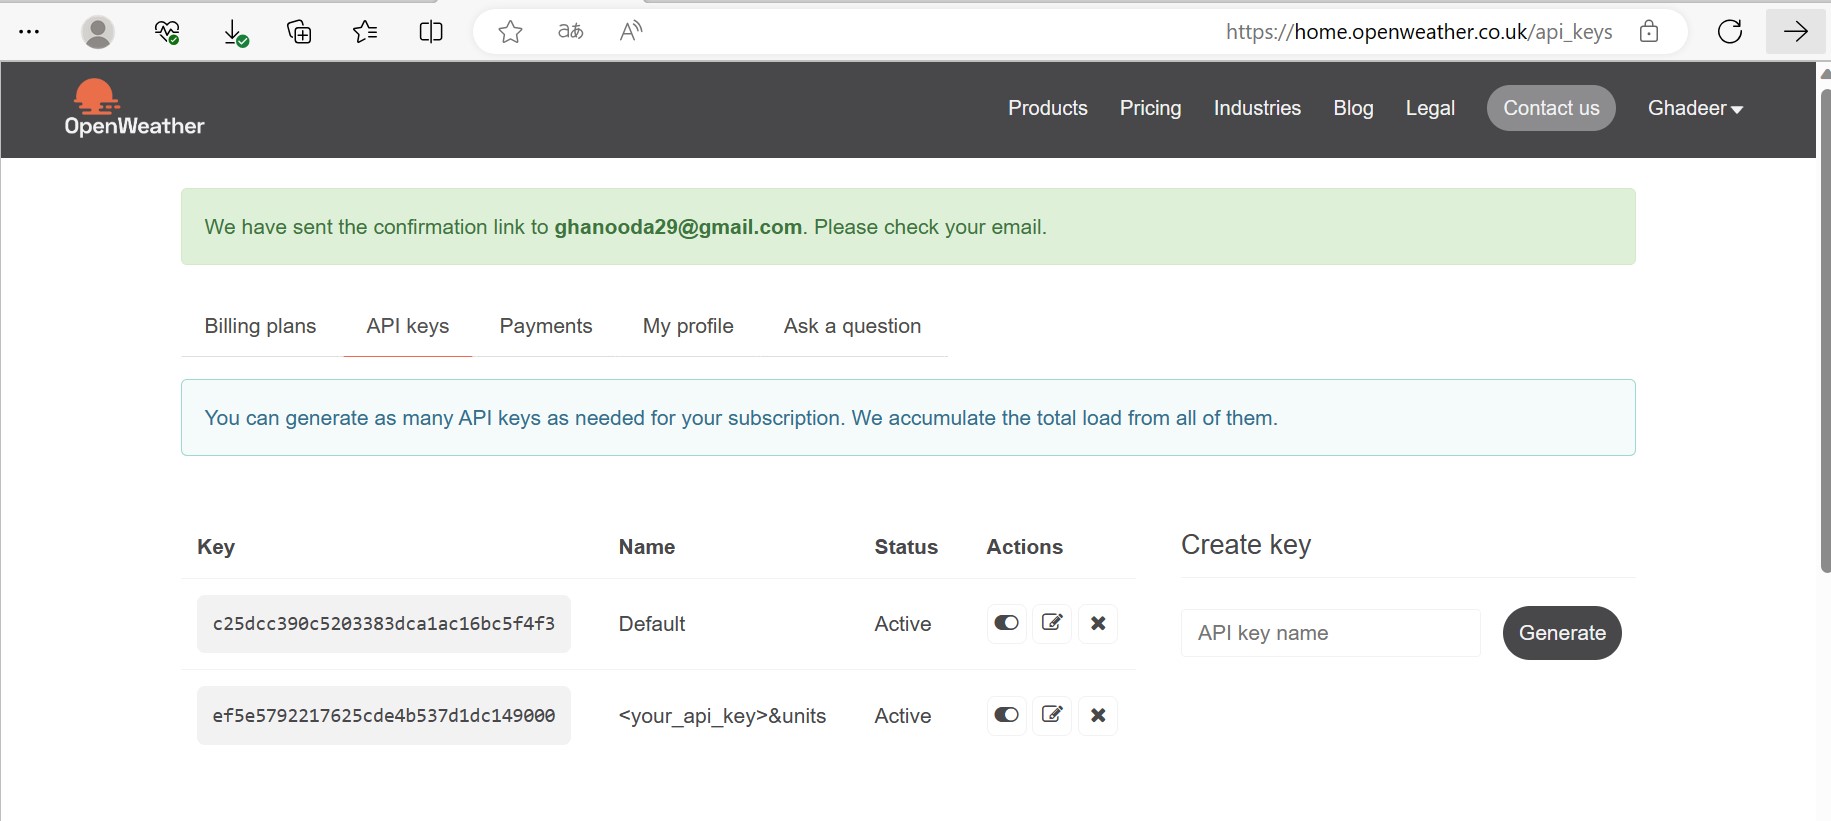 https://home.openweather.co.uk/api_keys
OpenWeather
Products Pricing Industries Blog Legal Contact us Ghadeer
We have sent the confirmation link to ghanooda29@gmail.com. Please check your email.
Billing plans API keys Payments My profile Ask a question
You can generate as many API keys as needed for your subscription. We accumulate the total load from all of them.
Key Name Status Actions Create key
c25dcc390c5203383dca1ac16bc5f4f3 Default Active API key name Generate
ef5e5792217625cde4b537d1dc149000 <your_api_key>&units Active